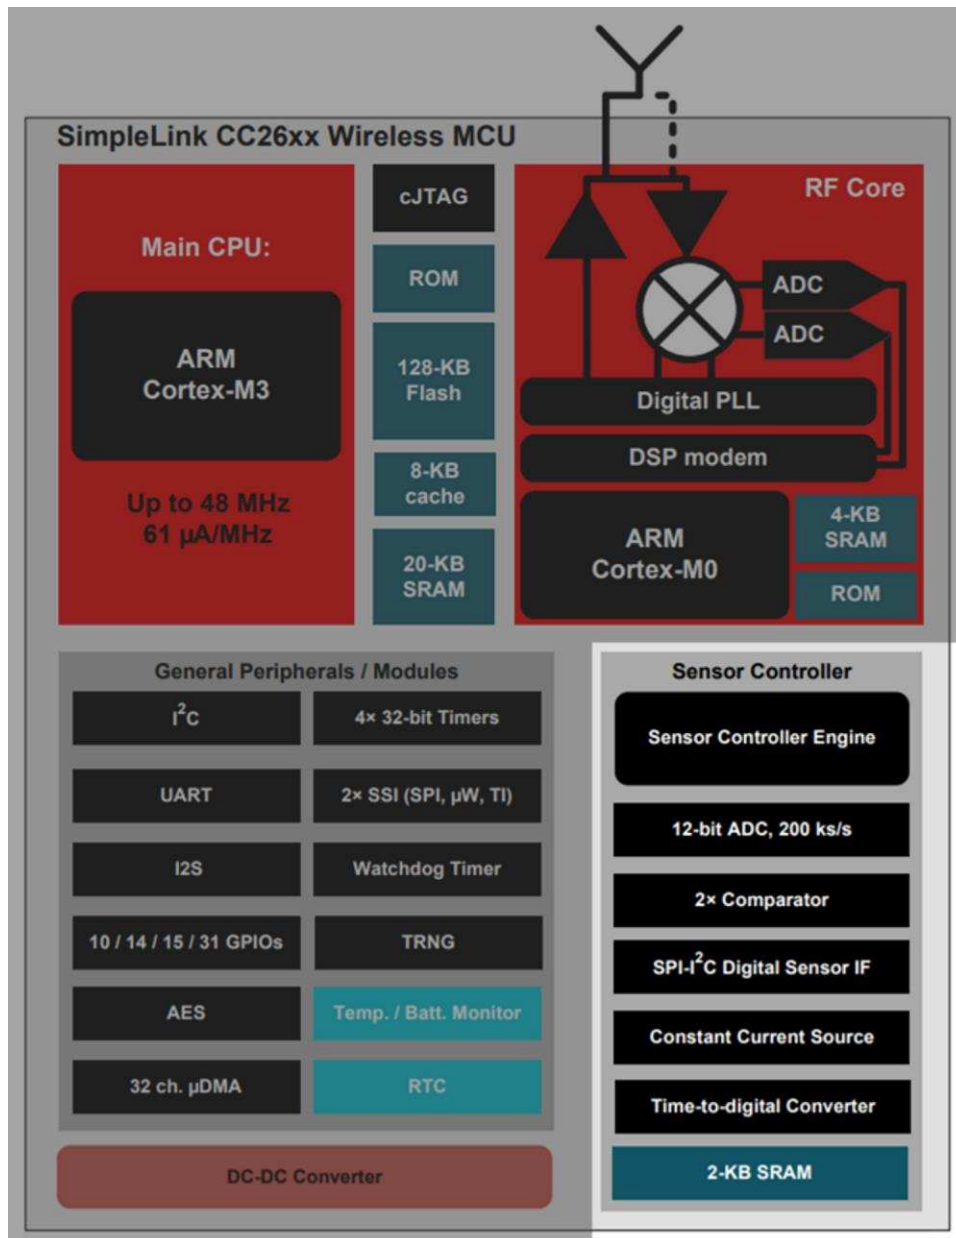 SimpleLink CC26xx Wireless MCU
Main CPU:
ARM
Cortex-M3
Up to 48 MHz
61 µA/MHz
cJTAG
ROM
128-KB
Flash
8-KB
cache
20-KB
SRAM
RF Core
ADC
ADC
Digital PLL
DSP modem
ARM
Cortex-M0
4-KB
SRAM
ROM
General Peripherals / Modules
I²C
4× 32-bit Timers
UART
2× SSI (SPI, µW, TI)
I2S
Watchdog Timer
10 / 14 / 15 / 31 GPIOs
TRNG
AES
Temp. / Batt. Monitor
32 ch. µDMA
RTC
DC-DC Converter
Sensor Controller
Sensor Controller Engine
12-bit ADC, 200 ks/s
2× Comparator
SPI-I²C Digital Sensor IF
Constant Current Source
Time-to-digital Converter
2-KB SRAM